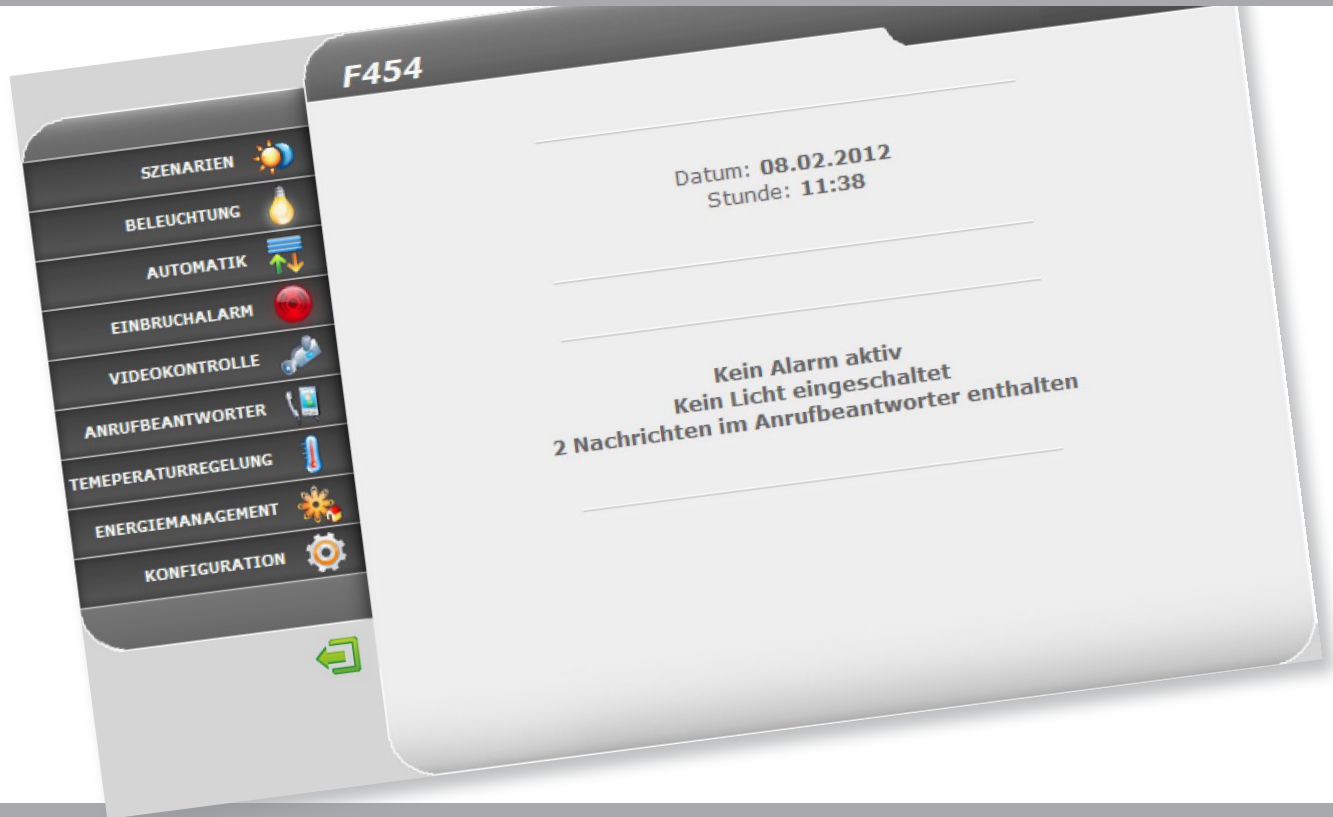 F454
SZENARIEN
BELEUCHTUNG
AUTOMATIK
EINBRUCHALARM
VIDEOKONTROLLE
ANRUFBEANTWORTER
TEMEPERATURREGELUNG
ENERGIEMANAGEMENT
KONFIGURATION
Datum: 08.02.2012
Stunde: 11:38
Kein Alarm aktiv
Kein Licht eingeschaltet
2 Nachrichten im Anrufbeantworter enthalten